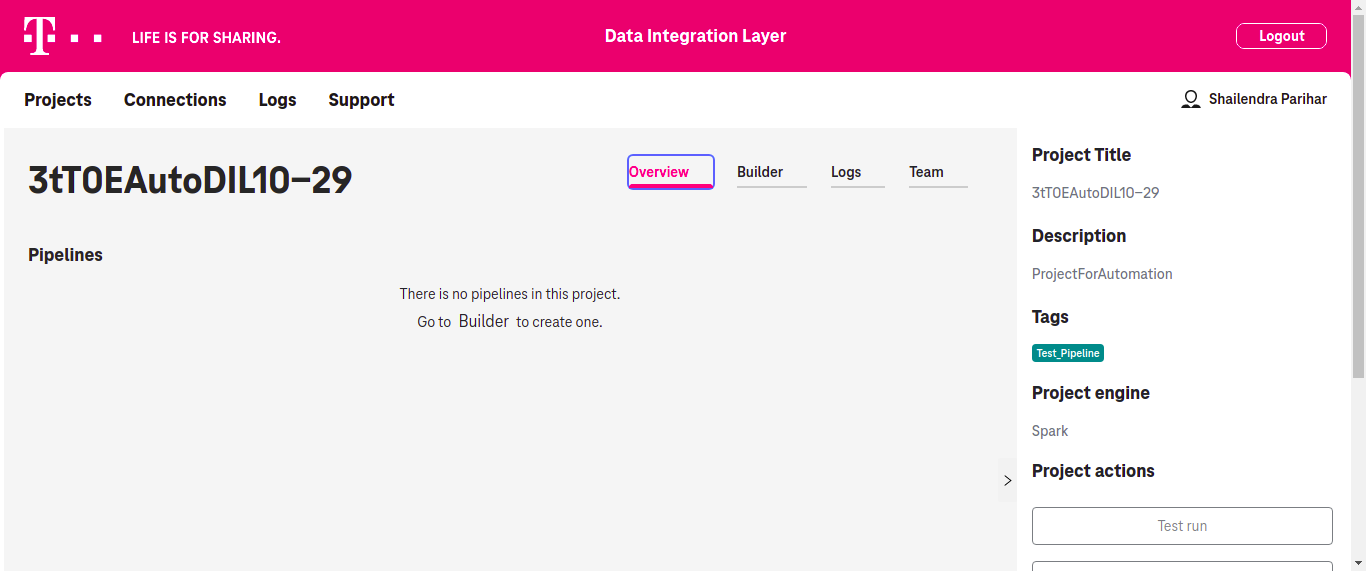 T
LIFE IS FOR SHARING.
Data Integration Layer
Logout
Projects Connections Logs Support
Shailendra Parihar
3tT0EAutoDIL10-29
Overview Builder Logs Team
Pipelines
There is no pipelines in this project.
Go to Builder to create one.
Project Title
3tT0EAutoDIL10-29
Description
ProjectForAutomation
Tags
Test_Pipeline
Project engine
Spark
Project actions
Test run